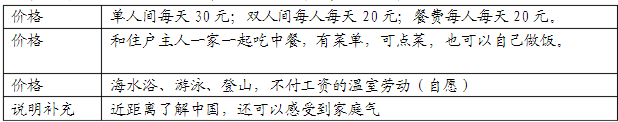 价格 单人间每天 30 元；双人间每人每天 20 元；餐费每人每天 20 元。
价格 和住户主人一家一起吃中餐，有菜单，可点菜，也可以自己做饭。
价格 海水浴、游泳、登山，不付工资的温室劳动（自愿）
说明补充 近距离了解中国，还可以感受到家庭气